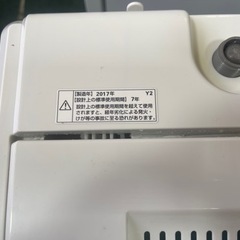 【製造年】2017年 Y2
【設計上の標準使用期間】7年
設計上の標準使用期間を超えて使用
されますと、経年劣化による発火・
けが等の事故に至る恐れがあります。